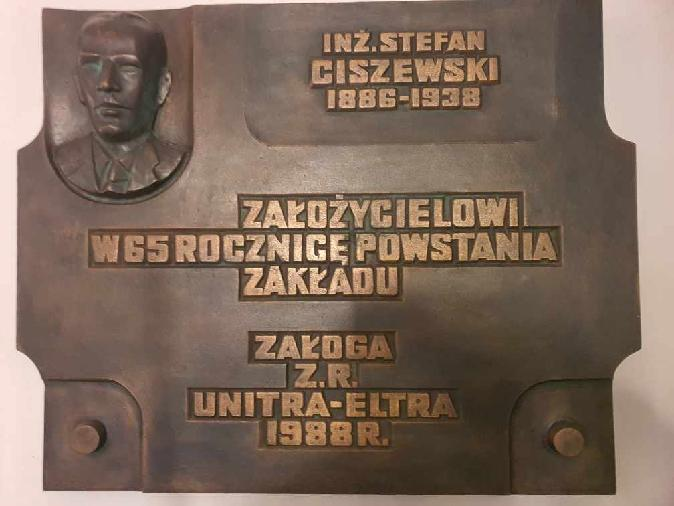 INŻ. STEFAN
CISZEWSKI
1886-1938
ZAŁOŻYCIELOWI
W 65 ROCZNICĘ POWSTANIA
ZAKŁADU
ZAŁOGA
Z.R.
UNITRA-ELTRA
1988 R.